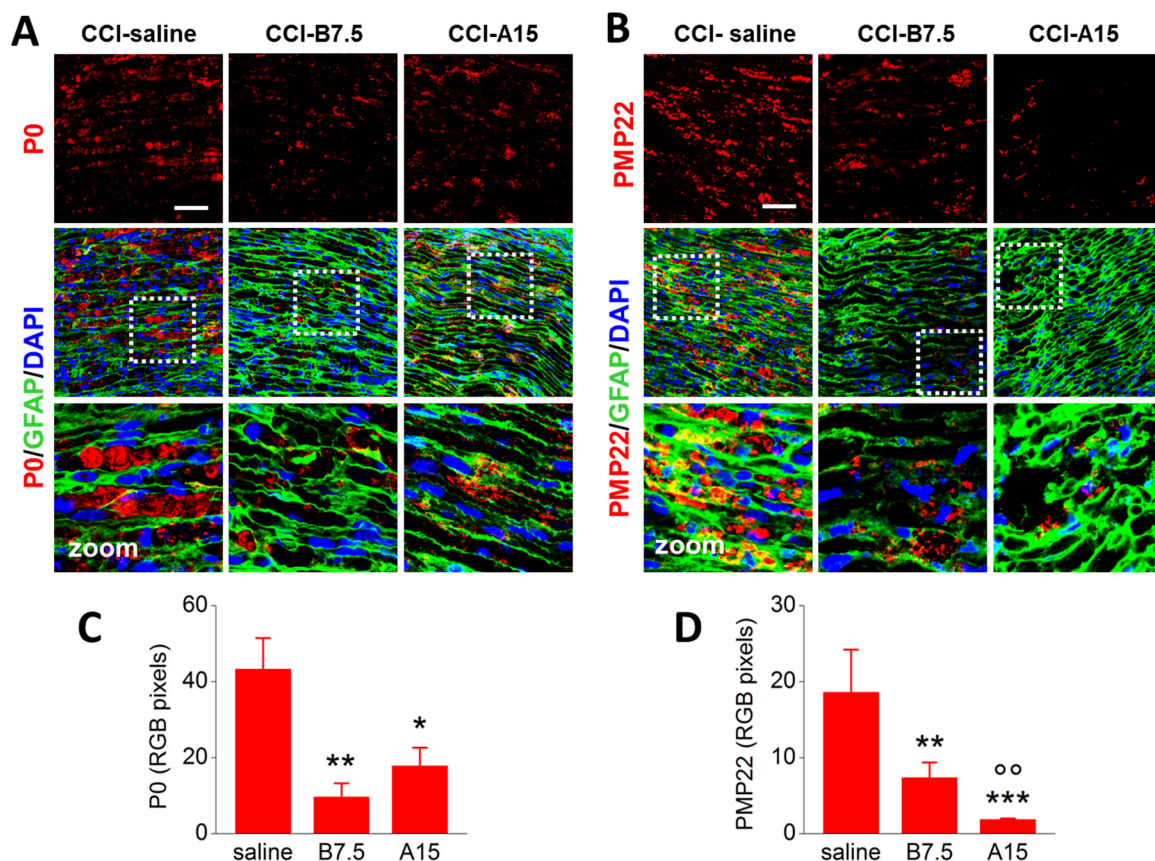 A
CCI-saline
CCI-B7.5
CCI-A15
P0
P0/GFAP/DAPI
zoom
B
CCI- saline
CCI-B7.5
CCI-A15
PMP22
PMP22/GFAP/DAPI
zoom
C
P0 (RGB pixels)
60
40
20
0
**
*
saline
B7.5
A15
D
PMP22 (RGB pixels)
30
20
10
0
**
°°
***
saline
B7.5
A15